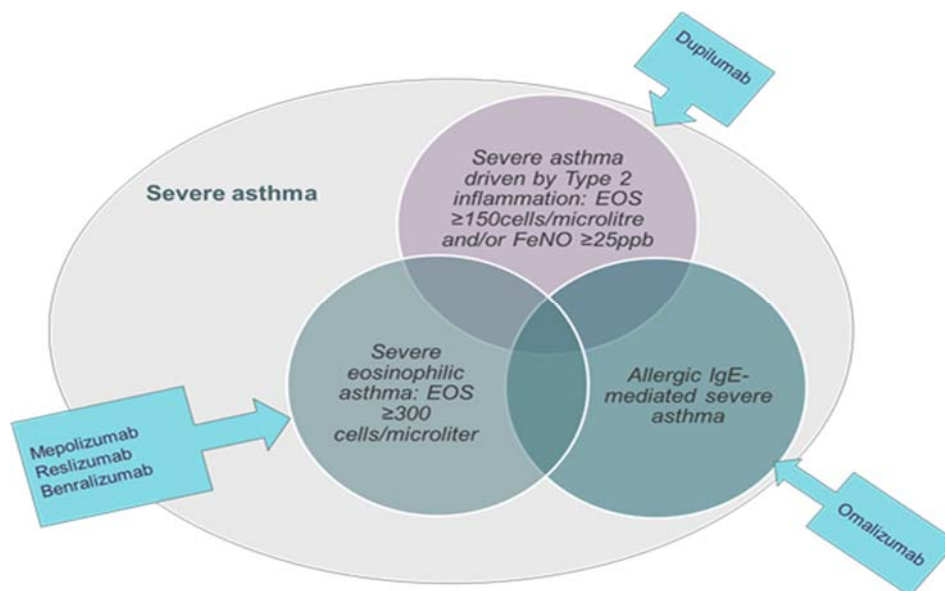 Dupilumab
Severe asthma
driven by Type 2
inflammation: EOS
≥150cells/microlitre
and/or FeNO ≥25ppb
Severe asthma
Severe
eosinophilic
asthma: EOS
≥300
cells/microliter
Allergic IgE-
mediated severe
asthma
Mepolizumab
Reslizumab
Benralizumab
Omalizumab